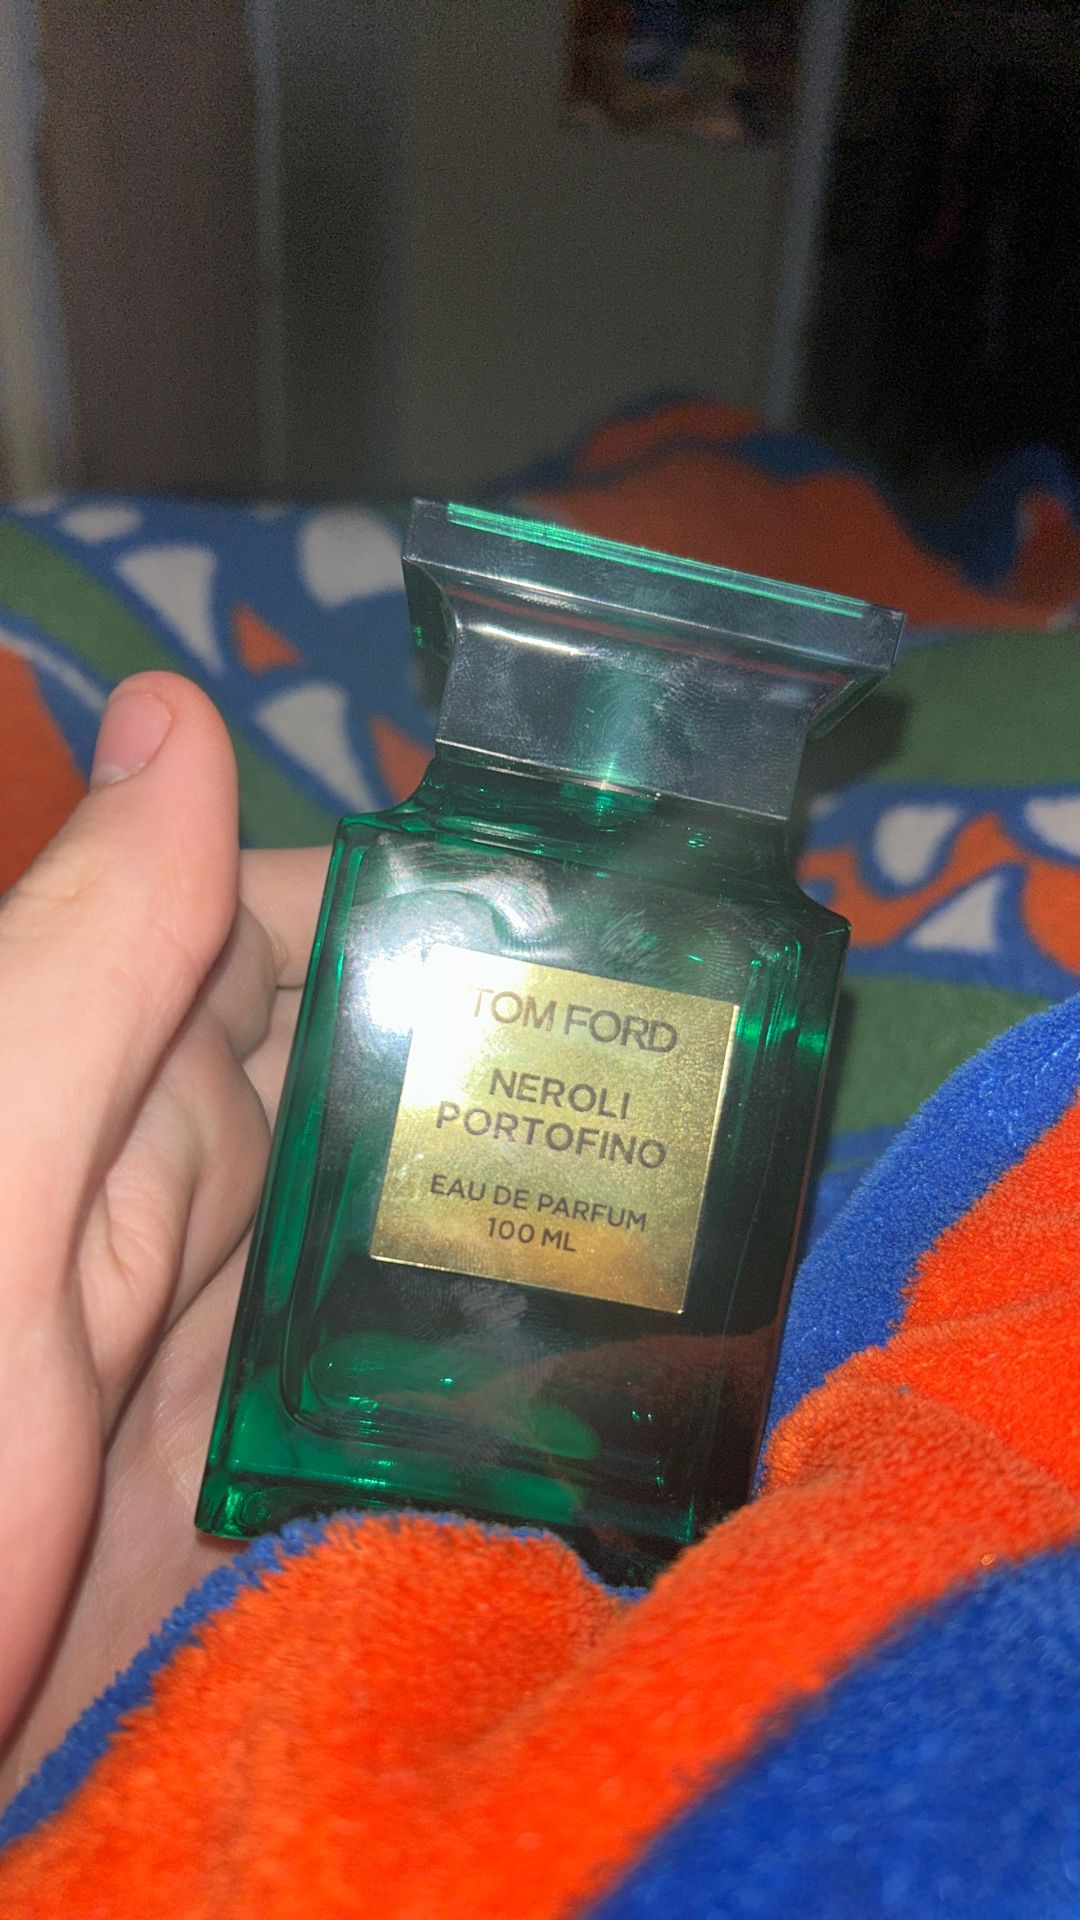 TOM FORD
NEROLI
PORTOFINO
EAU DE PARFUM
100 ML